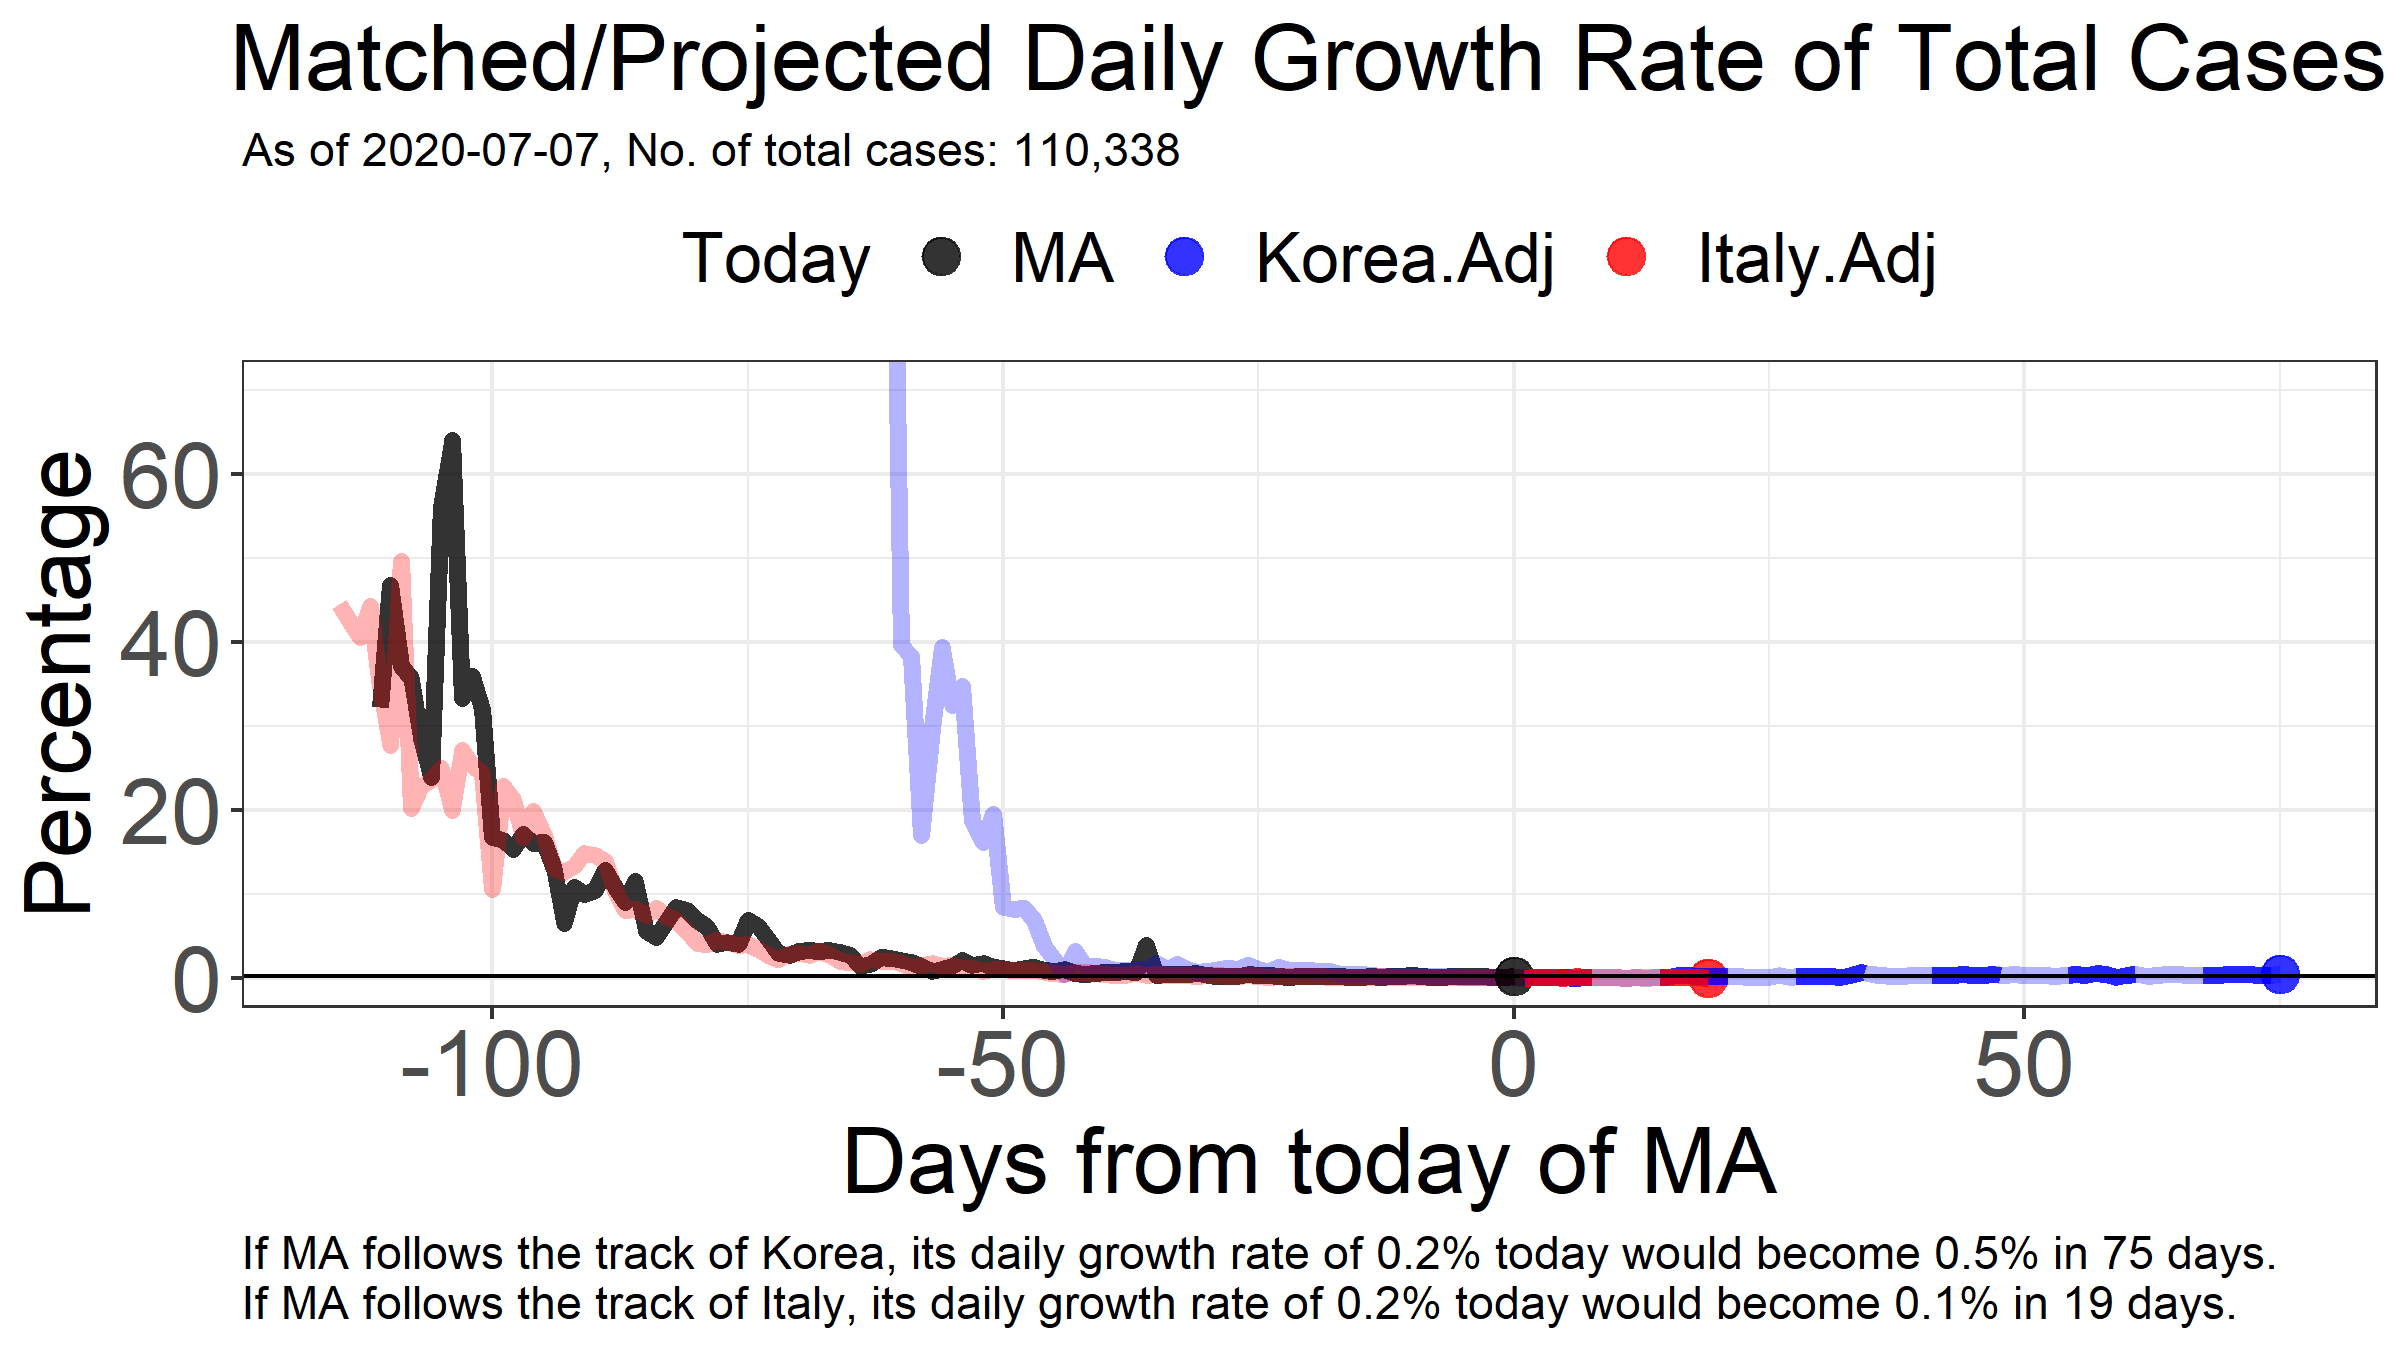 Matched/Projected Daily Growth Rate of Total Cases
As of 2020-07-07, No. of total cases: 110,338
Today MA Korea.Adj Italy.Adj
Percentage
60
40
20
0
-100 -50 0 50
Days from today of MA
If MA follows the track of Korea, its daily growth rate of 0.2% today would become 0.5% in 75 days.
If MA follows the track of Italy, its daily growth rate of 0.2% today would become 0.1% in 19 days.